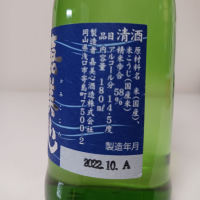 品目 清酒
原材料名 米(国産)、
米こうじ(国産米)
精米歩合 58%
アルコール分 14.5度
内容量 180㎖
製造者 嘉美心酒造株式会社
岡山県浅口市寄島町7500-2
製造年月
2022.10. A